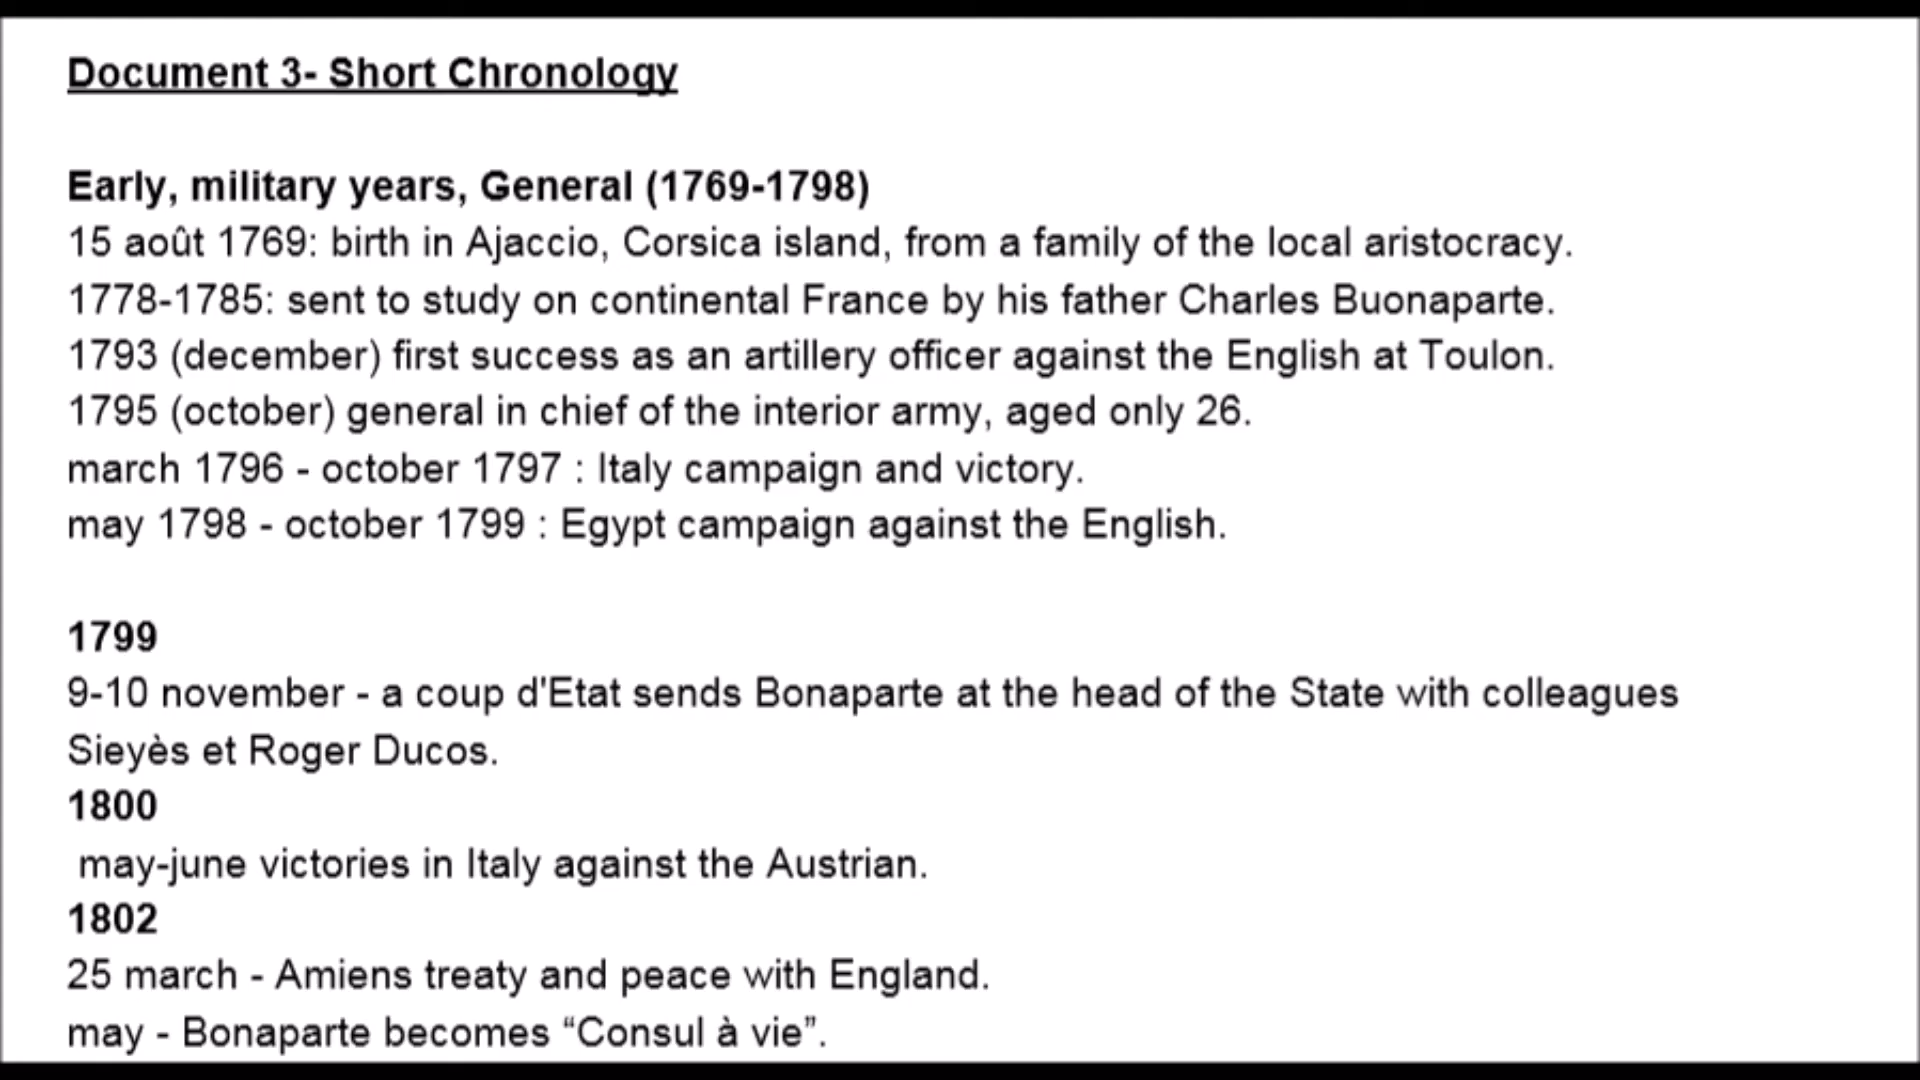 Document 3- Short Chronology
Early, military years, General (1769-1798)
15 août 1769: birth in Ajaccio, Corsica island, from a family of the local aristocracy.
1778-1785: sent to study on continental France by his father Charles Buonaparte.
1793 (december) first success as an artillery officer against the English at Toulon.
1795 (october) general in chief of the interior army, aged only 26.
march 1796 - october 1797 : Italy campaign and victory.
may 1798 - october 1799 : Egypt campaign against the English.
1799
9-10 november - a coup d'Etat sends Bonaparte at the head of the State with colleagues
Sieyès et Roger Ducos.
1800
may-june victories in Italy against the Austrian.
1802
25 march - Amiens treaty and peace with England.
may - Bonaparte becomes “Consul à vie”.